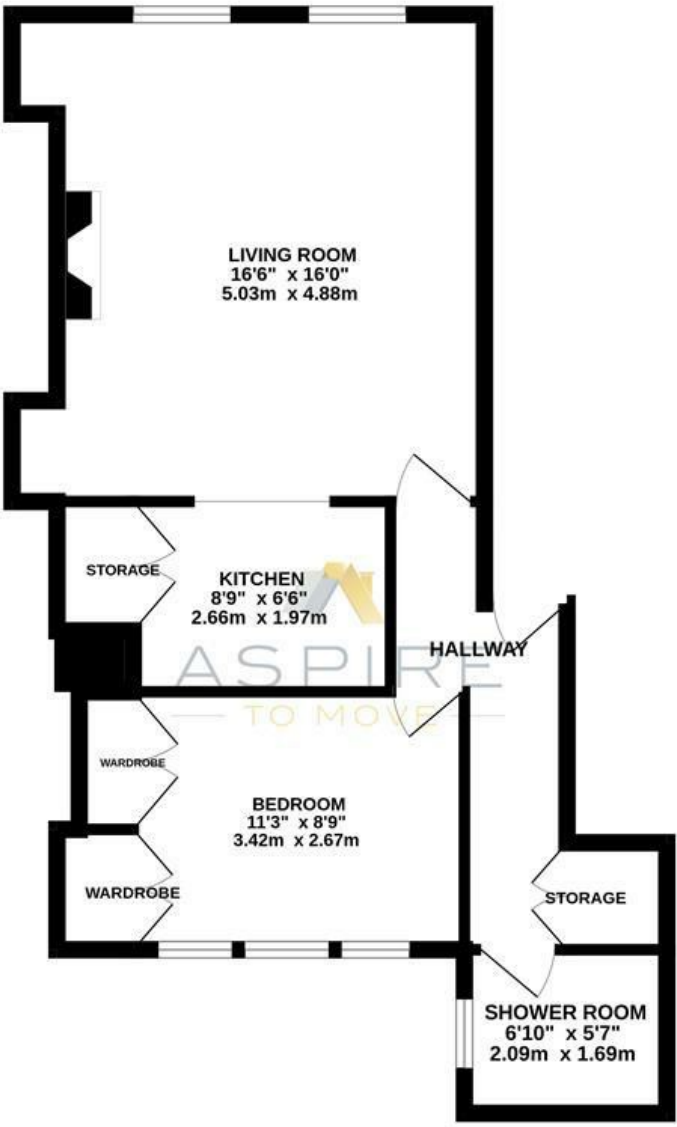 LIVING ROOM
16'6" x 16'0"
5.03m x 4.88m
STORAGE
KITCHEN
8'9" x 6'6"
2.66m x 1.97m
HALLWAY
ASPIRE
TO MOVE
WARDROBE
BEDROOM
11'3" x 8'9"
3.42m x 2.67m
WARDROBE
STORAGE
SHOWER ROOM
6'10" x 5'7"
2.09m x 1.69m